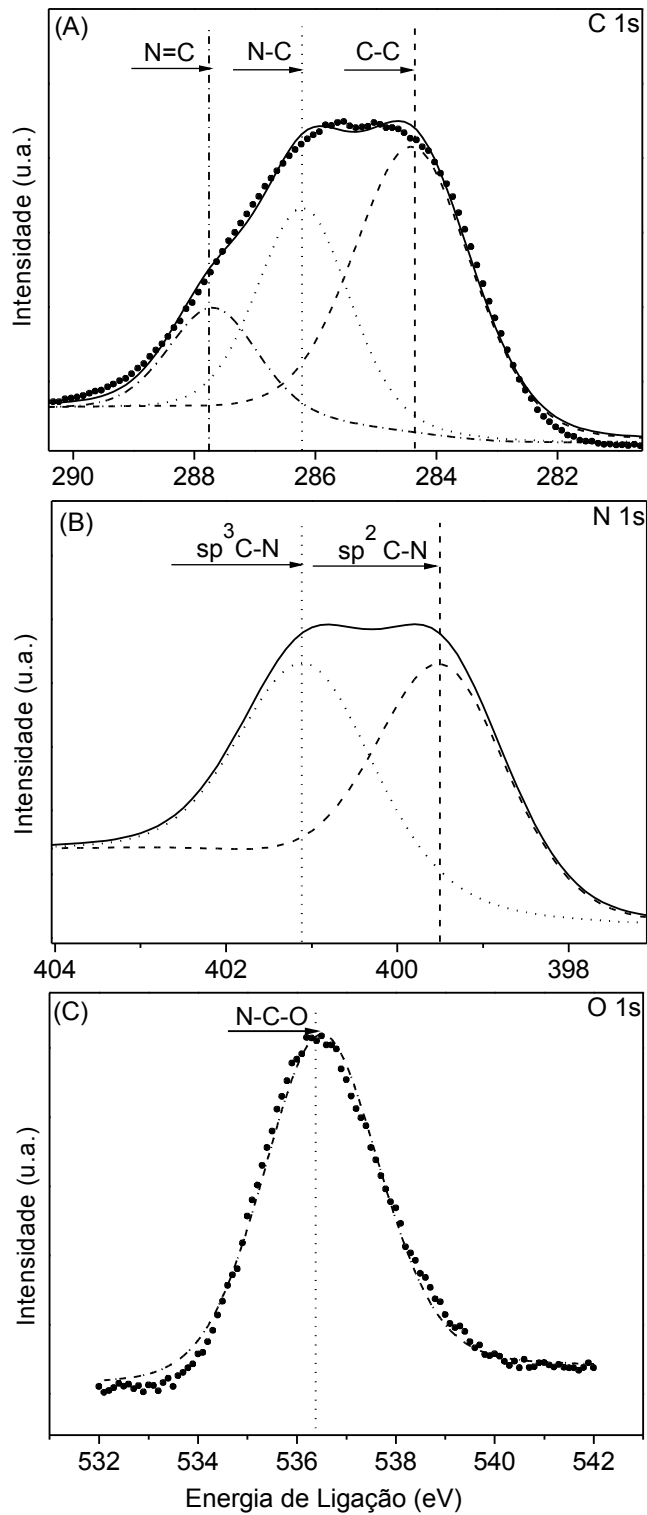 (A) C 1s
N=C N-C C-C
Intensidade (u.a.)
290 288 286 284 282
(B) N 1s
sp³ C-N sp² C-N
Intensidade (u.a.)
404 402 400 398
(C) O 1s
N-C-O
Intensidade (u.a.)
532 534 536 538 540 542
Energia de Ligação (eV)